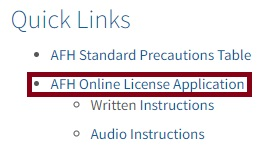 Quick Links
AFH Standard Precautions Table
AFH Online License Application
Written Instructions
Audio Instructions